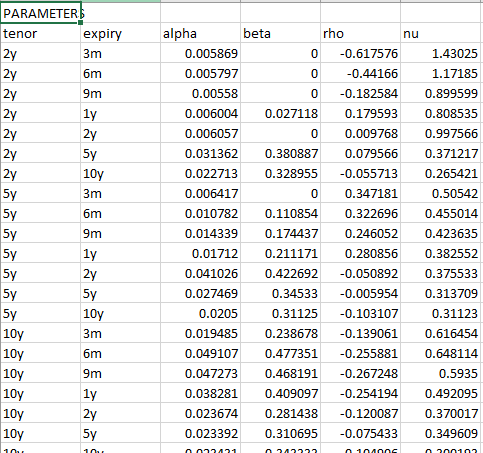 PARAMETERS
tenor expiry alpha beta rho nu
2y 3m 0.005869 0 -0.617576 1.43025
2y 6m 0.005797 0 -0.44166 1.17185
2y 9m 0.00558 0 -0.182584 0.899599
2y 1y 0.006004 0.027118 0.179593 0.808535
2y 2y 0.006057 0 0.009768 0.997566
2y 5y 0.031362 0.380887 0.079566 0.371217
2y 10y 0.022713 0.328955 -0.055713 0.265421
5y 3m 0.006417 0 0.347181 0.50542
5y 6m 0.010782 0.110854 0.322696 0.455014
5y 9m 0.014339 0.174437 0.246052 0.423635
5y 1y 0.01712 0.211171 0.280856 0.382552
5y 2y 0.041026 0.422692 -0.050892 0.375533
5y 5y 0.027469 0.34533 -0.005954 0.313709
5y 10y 0.0205 0.31125 -0.103107 0.31123
10y 3m 0.019485 0.238678 -0.139061 0.616454
10y 6m 0.049107 0.477351 -0.255881 0.648114
10y 9m 0.047273 0.468191 -0.267248 0.5935
10y 1y 0.038281 0.409097 -0.254194 0.492095
10y 2y 0.023674 0.281438 -0.120087 0.370017
10y 5y 0.023392 0.310695 -0.075433 0.349609
10y 10y